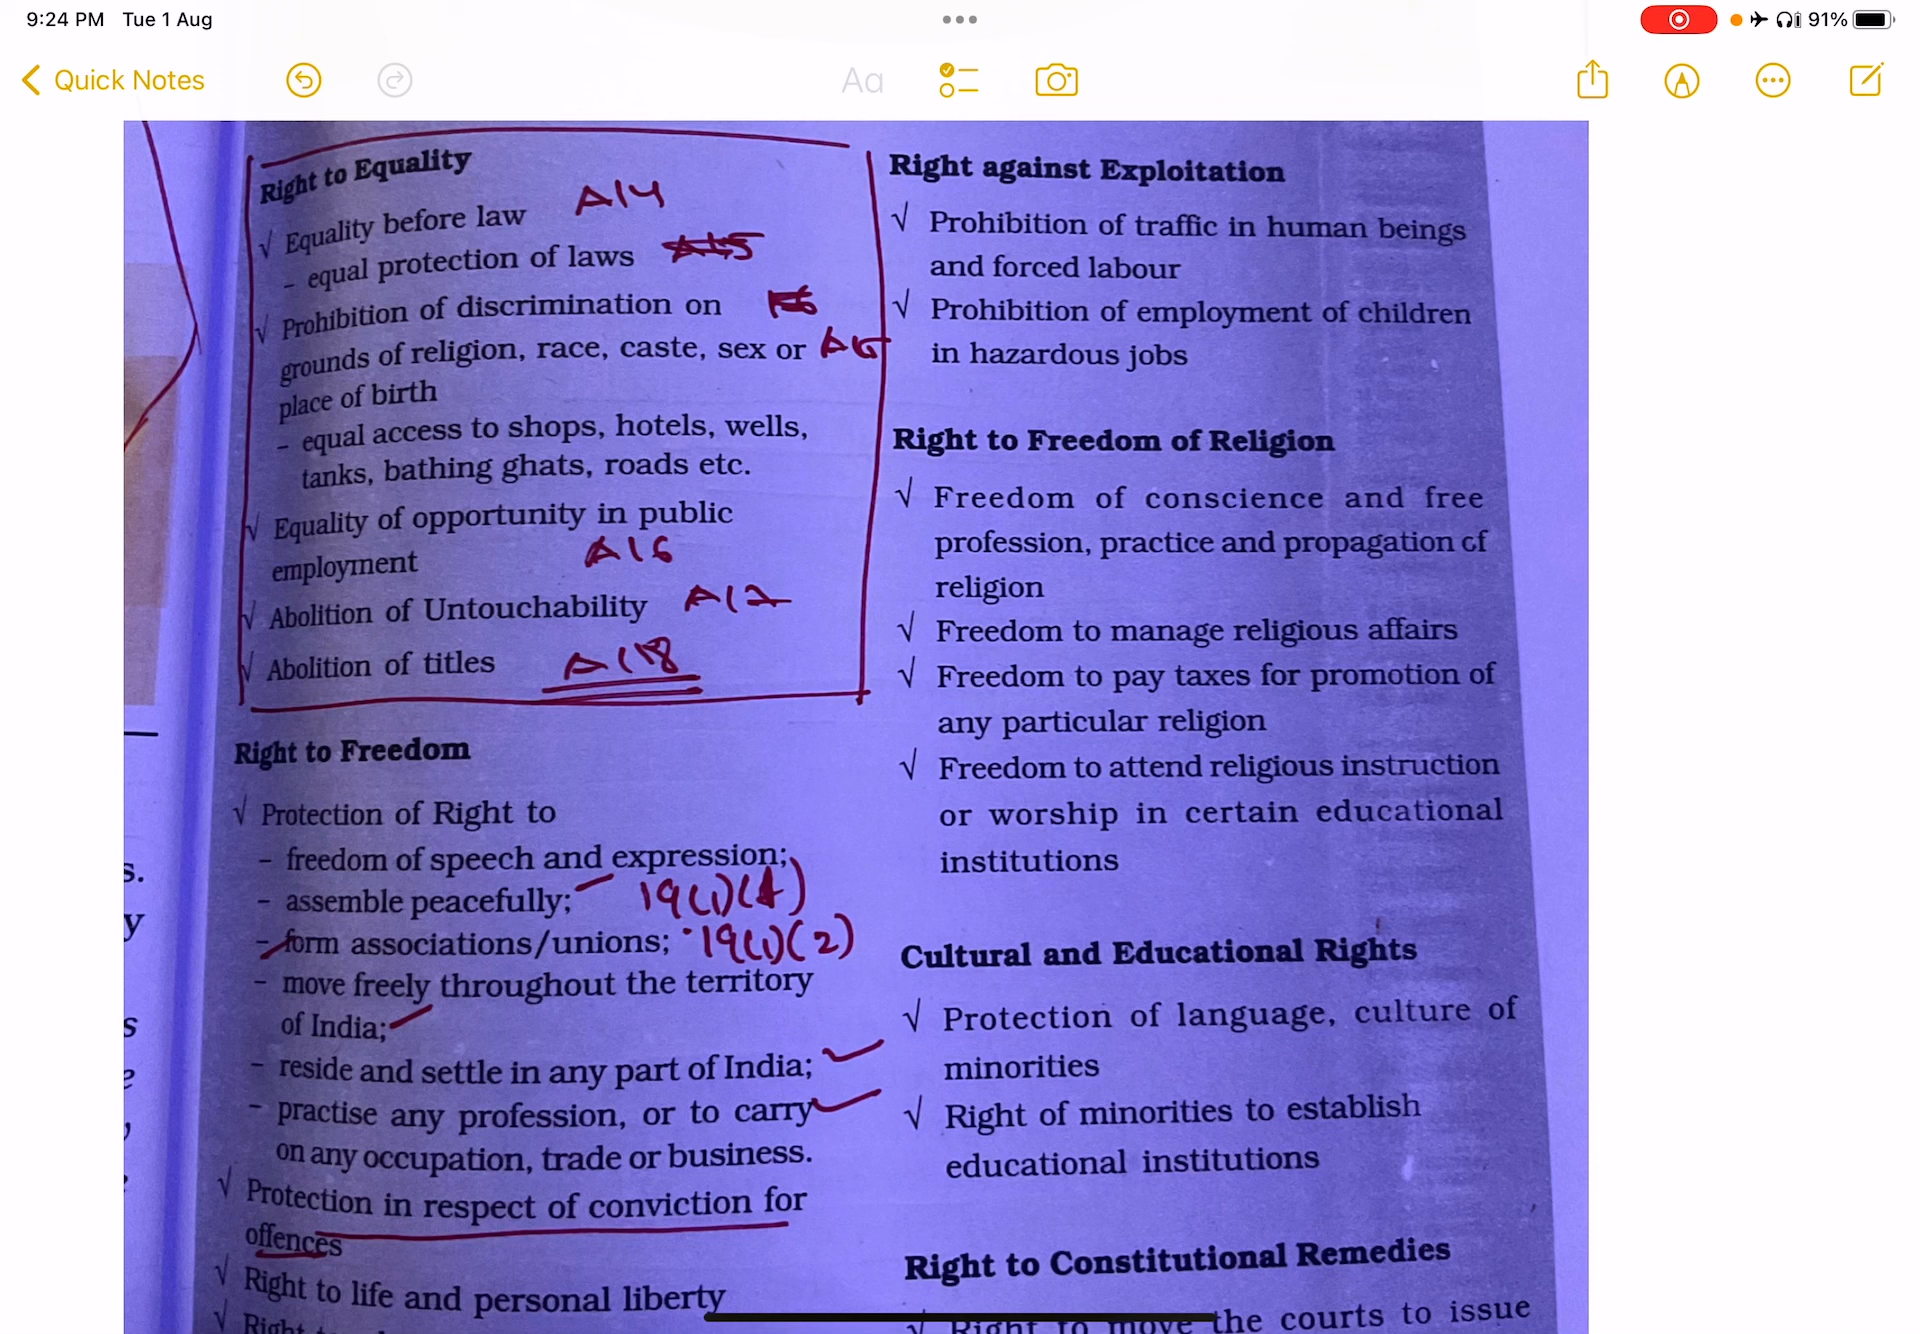 9:24 PM Tue 1 Aug
91%
Quick Notes
Aa
Right to Equality
√ Equality before law A14
– equal protection of laws A15
√ Prohibition of discrimination on
grounds of religion, race, caste, sex or A15
place of birth
– equal access to shops, hotels, wells,
tanks, bathing ghats, roads etc.
√ Equality of opportunity in public
employment A16
√ Abolition of Untouchability A17
√ Abolition of titles A18
Right to Freedom
√ Protection of Right to
– freedom of speech and expression;
– assemble peacefully; 19(1)(1)
– form associations/unions; 19(1)(2)
– move freely throughout the territory
of India;
– reside and settle in any part of India;
– practise any profession, or to carry
on any occupation, trade or business.
√ Protection in respect of conviction for
offences
√ Right to life and personal liberty
√ Right
Right against Exploitation
√ Prohibition of traffic in human beings
and forced labour
√ Prohibition of employment of children
in hazardous jobs
Right to Freedom of Religion
√ Freedom of conscience and free
profession, practice and propagation of
religion
√ Freedom to manage religious affairs
√ Freedom to pay taxes for promotion of
any particular religion
√ Freedom to attend religious instruction
or worship in certain educational
institutions
Cultural and Educational Rights
√ Protection of language, culture of
minorities
√ Right of minorities to establish
educational institutions
Right to Constitutional Remedies
√ Right to move the courts to issue